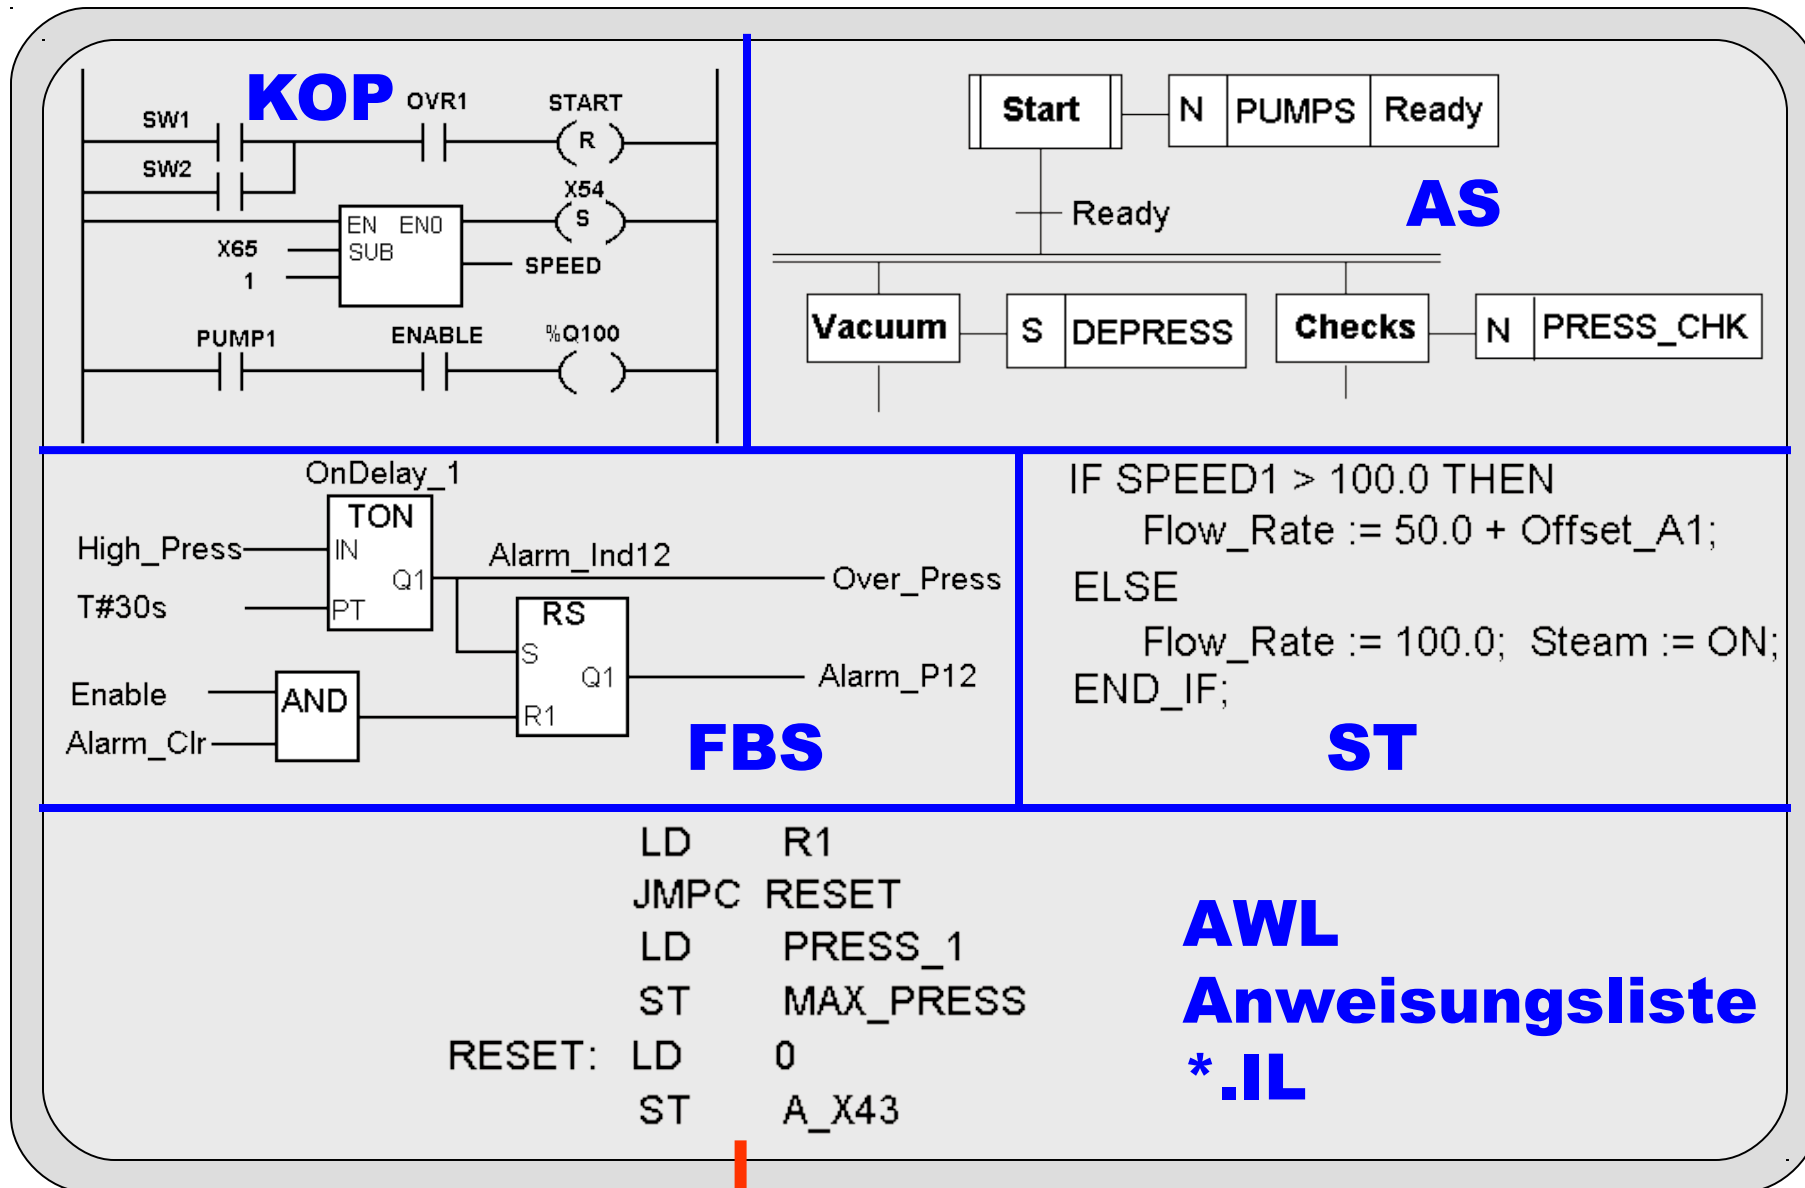 KOP
SW1
OVR1
START
R
SW2
X54
S
EN EN0
SUB
X65
1
SPEED
PUMP1
ENABLE
%Q100
Start
N PUMPS Ready
Ready
AS
Vacuum
S DEPRESS
Checks
N PRESS_CHK
OnDelay_1
TON
High_Press
IN
Q1
Alarm_Ind12
Over_Press
T#30s
PT
RS
S
Q1
Alarm_P12
Enable
AND
R1
Alarm_Clr
FBS
IF SPEED1 > 100.0 THEN
Flow_Rate := 50.0 + Offset_A1;
ELSE
Flow_Rate := 100.0; Steam := ON;
END_IF;
ST
LD R1
JMPC RESET
LD PRESS_1
ST MAX_PRESS
RESET: LD 0
ST A_X43
AWL
Anweisungsliste
*.IL